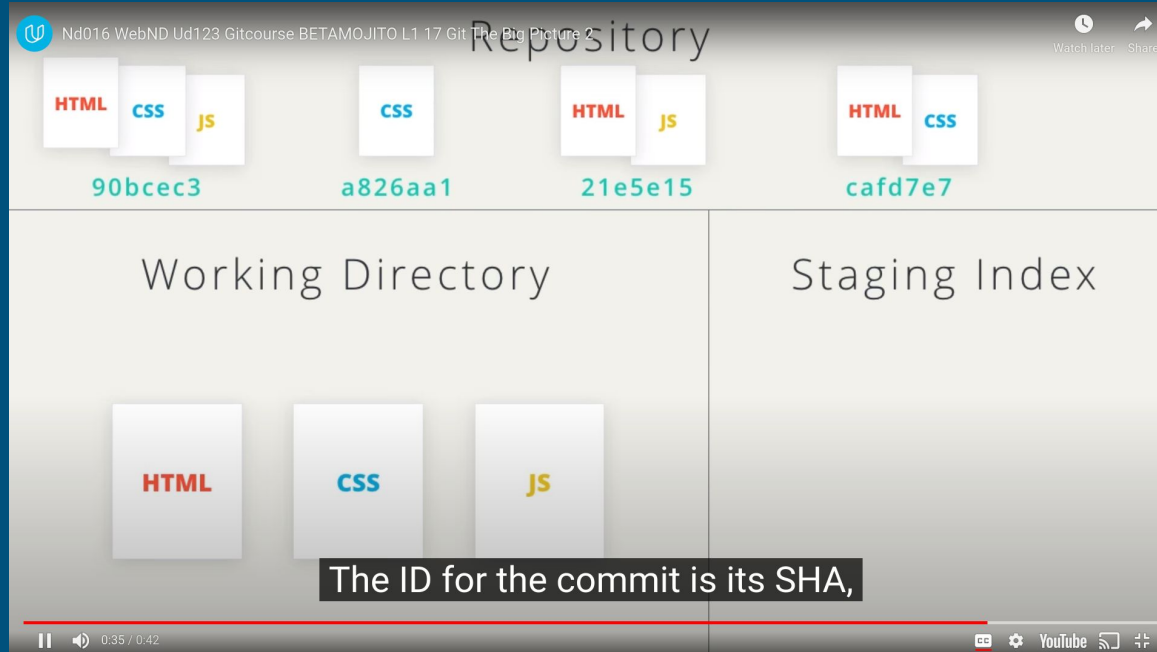 Nd016 WebND Ud123 Gitcourse BETAMOJITO L1 17 Git The Big Picture 2
Repository
Watch later Share
HTML CSS JS
CSS
HTML JS
HTML CSS
90bcec3 a826aa1 21e5e15 cafd7e7
Working Directory
Staging Index
HTML CSS JS
The ID for the commit is its SHA,
0:35 / 0:42
CC YouTube